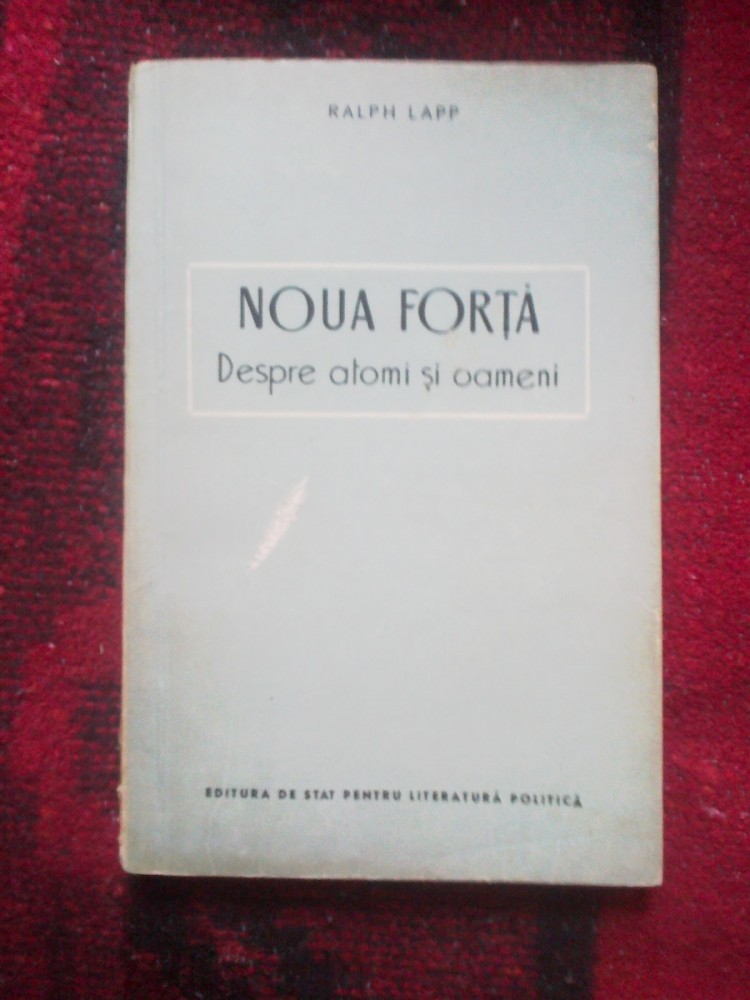 RALPH LAPP
NOUA FORȚĂ
Despre atomi și oameni
EDITURA DE STAT PENTRU LITERATURĂ POLITICĂ